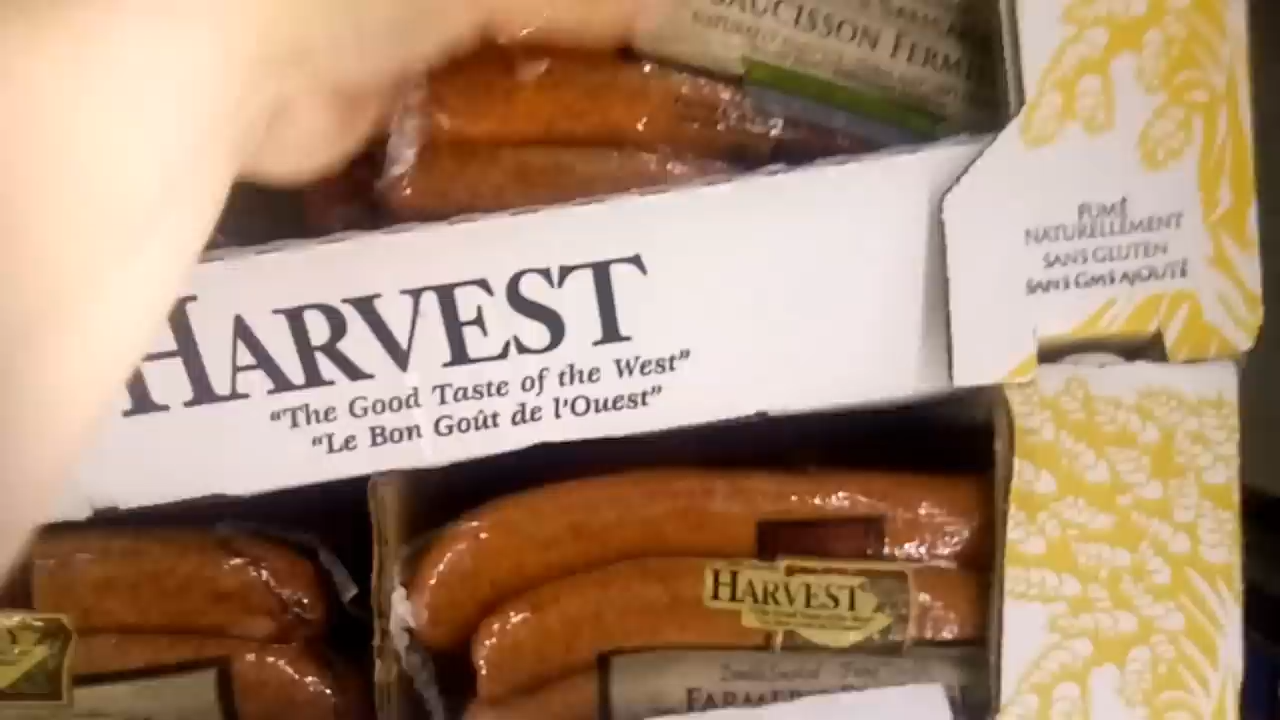 SAUCISSON FERM
FUMÉ
NATURELLEMENT
SANS GLUTEN
SANS GMS AJOUTÉ
HARVEST
"The Good Taste of the West"
"Le Bon Goût de l'Ouest"
HARVEST